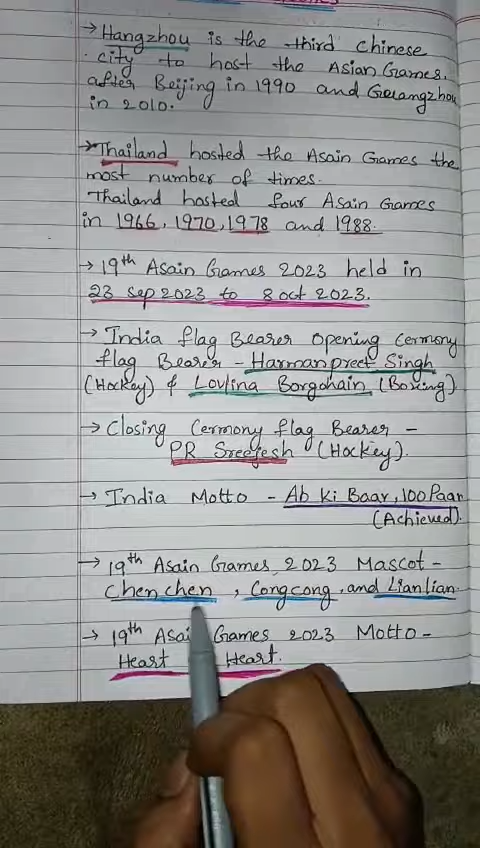 → Hangzhou is the third Chinese
city to host the Asian Games,
after Beijing in 1990 and Guangzhou
in 2010.
→ Thailand hosted the Asain Games the
most number of times.
Thailand hosted four Asain Games
in 1966, 1970, 1978 and 1988.
→ 19th Asain Games 2023 held in
23 Sep 2023 to 8 oct 2023.
→ India flag Bearer opening Cermony
flag Bearer - Harmanpreet Singh
(Hockey) & Lovlina Borgohain (Boxing)
→ Closing Cermony flag Bearer -
PR Sreejesh (Hockey).
→ India Motto - Ab Ki Baar, 100 Paar
(Achieved).
→ 19th Asain Games 2023 Mascot -
Chenchen, Congcong, and Lianlian.
→ 19th Asai Games 2023 Motto -
Heart Heart.